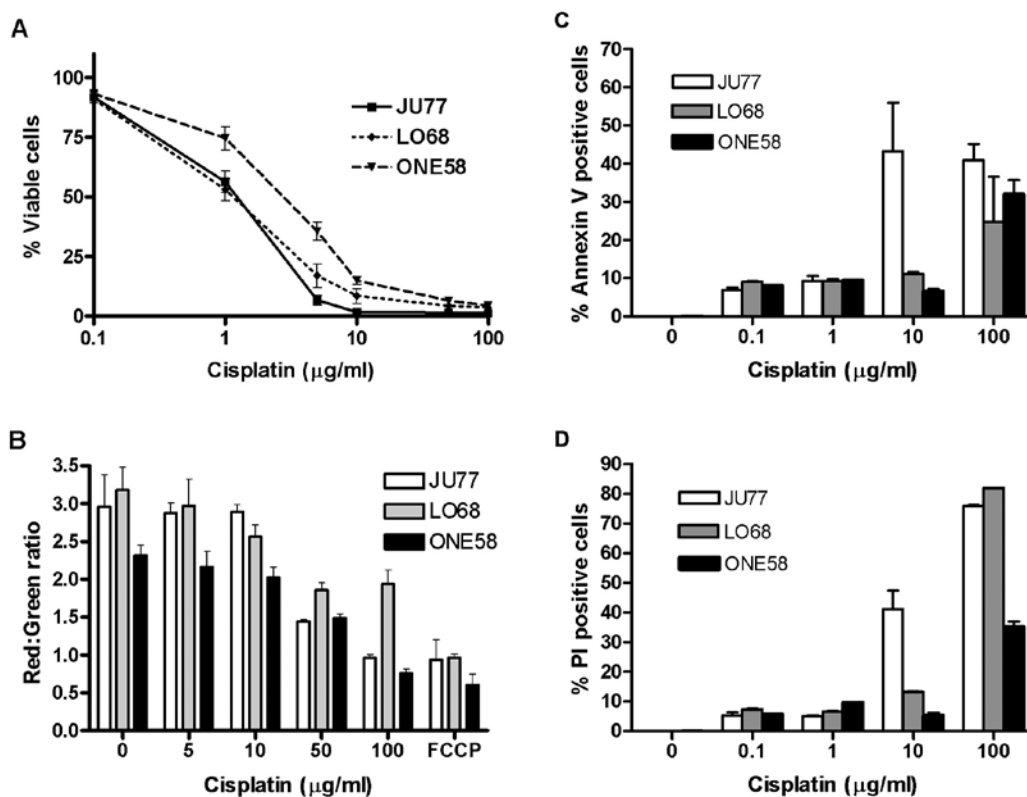 A
% Viable cells
100
75
50
25
0
JU77
LO68
ONE58
0.1 1 10 100
Cisplatin (μg/ml)
B
Red:Green ratio
3.5
3.0
2.5
2.0
1.5
1.0
0.5
0.0
JU77
LO68
ONE58
0 5 10 50 100 FCCP
Cisplatin (μg/ml)
C
% Annexin V positive cells
70
60
50
40
30
20
10
0
JU77
LO68
ONE58
0 0.1 1 10 100
Cisplatin (μg/ml)
D
% PI positive cells
90
80
70
60
50
40
30
20
10
0
JU77
LO68
ONE58
0 0.1 1 10 100
Cisplatin (μg/ml)